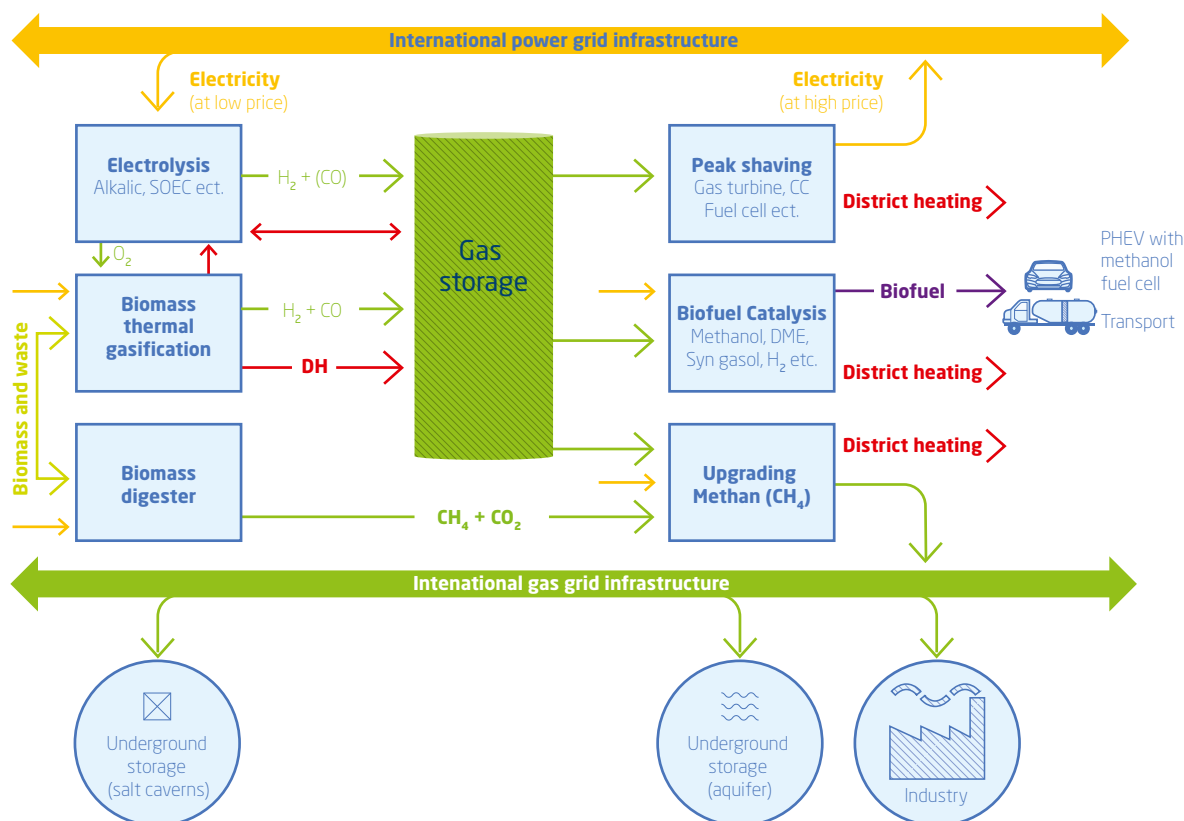 International power grid infrastructure
Electricity
(at low price)
Electricity
(at high price)
Electrolysis
Alkalic, SOEC ect.
H₂ + (CO)
Gas
storage
Peak shaving
Gas turbine, CC
Fuel cell ect.
District heating
O₂
Biomass
thermal
gasification
H₂ + CO
DH
Biofuel Catalysis
Methanol, DME,
Syn gasol, H₂ etc.
Biofuel
PHEV with
methanol
fuel cell
Transport
District heating
Biomass and waste
Biomass
digester
CH₄ + CO₂
Upgrading
Methan (CH₄)
District heating
Intenational gas grid infrastructure
Underground
storage
(salt caverns)
Underground
storage
(aquifer)
Industry